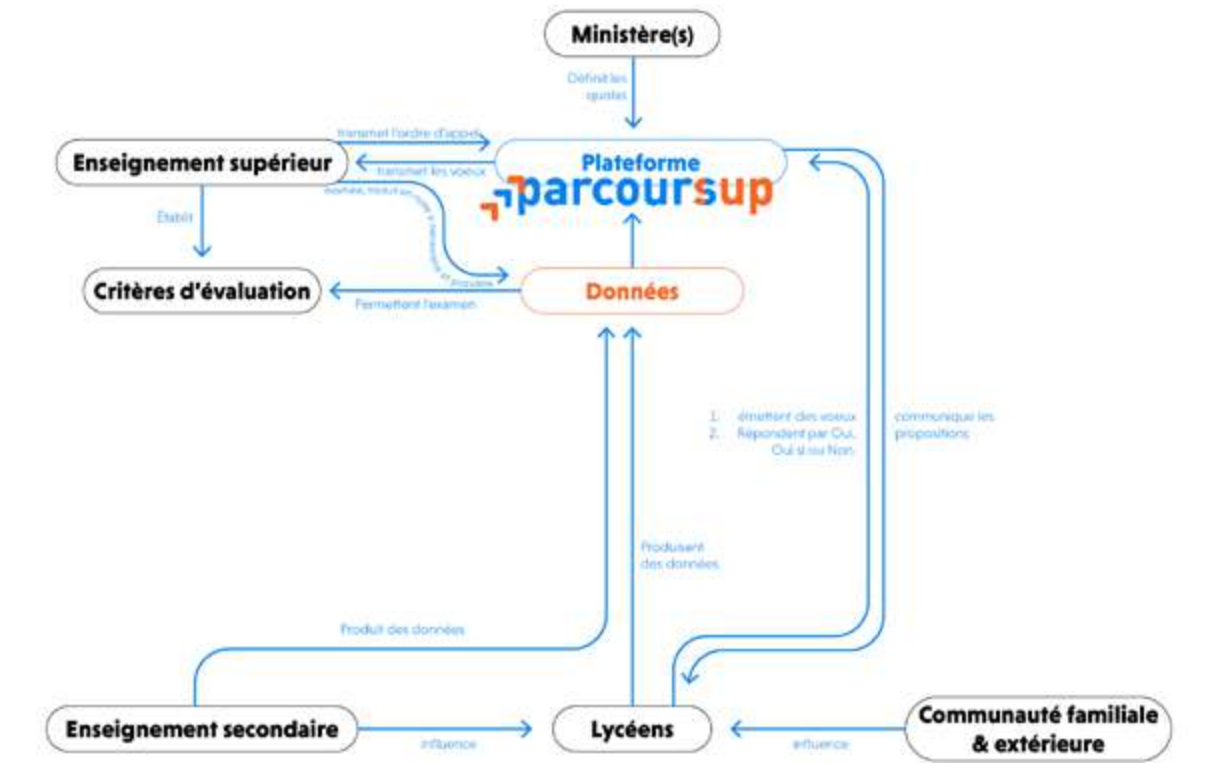 Ministère(s)
Définit les
quotas
transmet l'ordre d'appel
Enseignement supérieur
Plateforme
parcoursup
transmet les voeux
Établit
Critères d'évaluation
Données
Permettent l'examen
1. émettent des voeux
2. Répondent par Oui,
Oui si ou Non
communique les
propositions
Produisent
des données
Produit des données
Enseignement secondaire
influence
Lycéens
influence
Communauté familiale
& extérieure